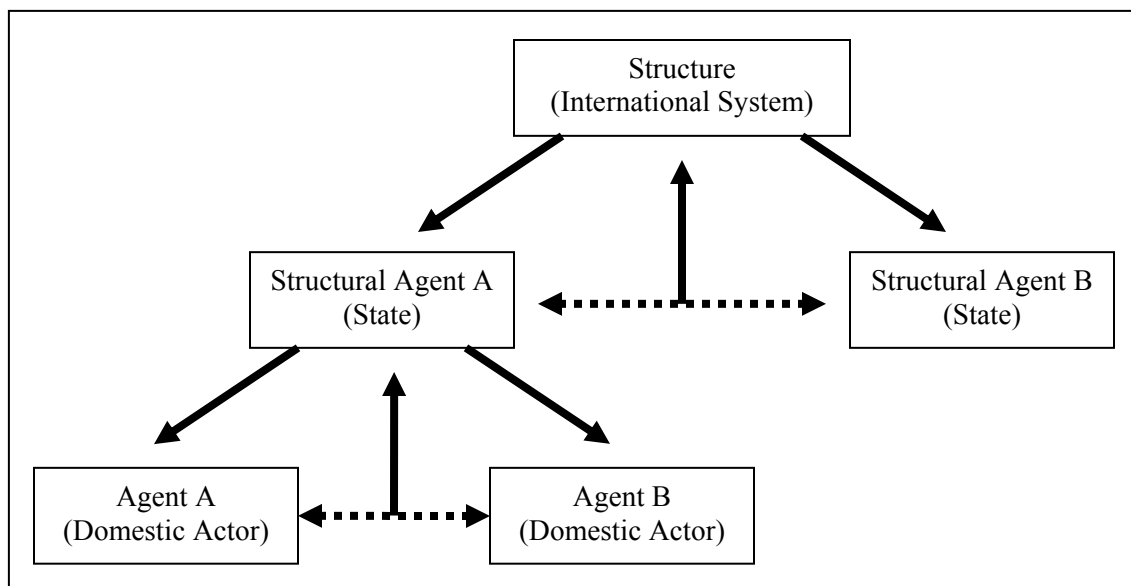 Structure
(International System)
Structural Agent A
(State)
Structural Agent B
(State)
Agent A
(Domestic Actor)
Agent B
(Domestic Actor)